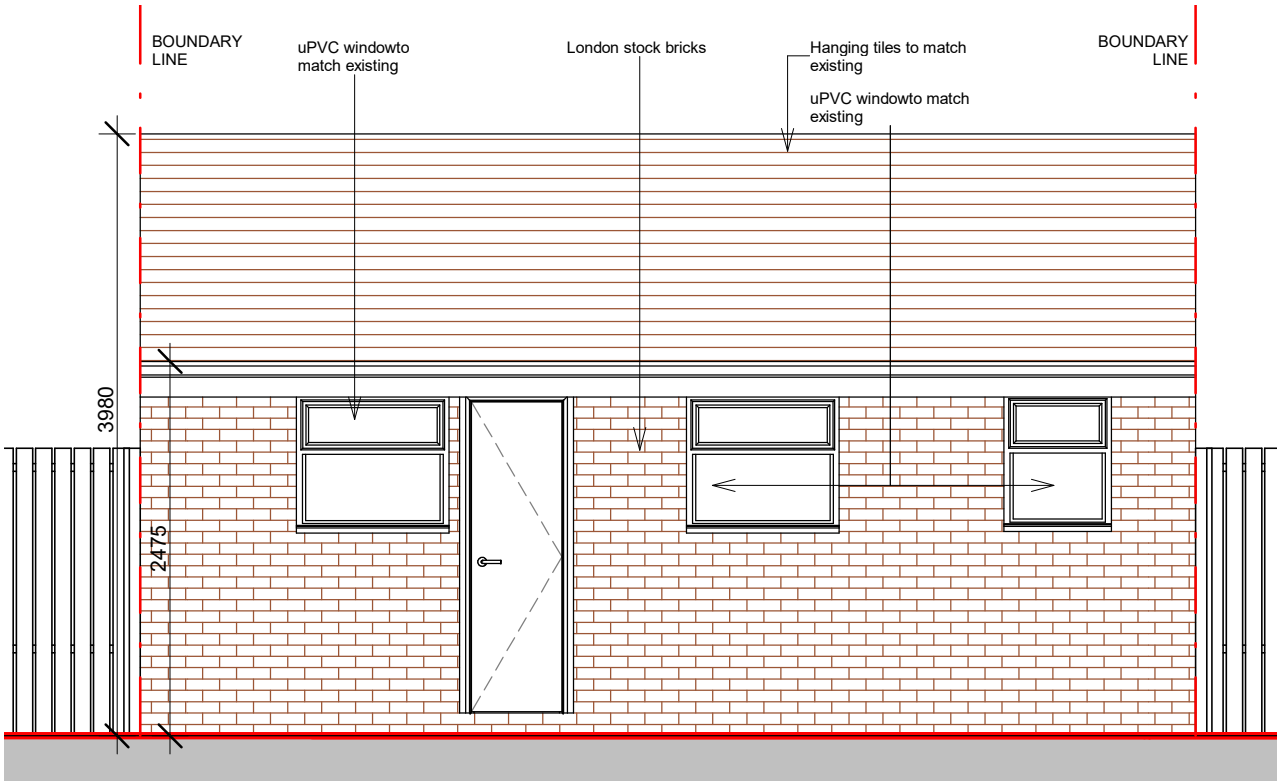 BOUNDARY
LINE
uPVC windowto
match existing
London stock bricks
Hanging tiles to match
existing
uPVC windowto match
existing
BOUNDARY
LINE
3980
2475